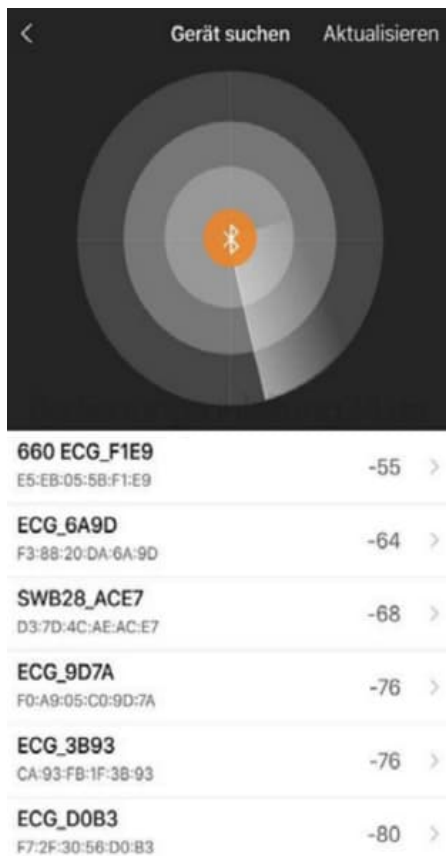 Gerät suchen Aktualisieren
660 ECG_F1E9
E5:EB:05:5B:F1:E9
-55
ECG_6A9D
F3:88:20:DA:6A:9D
-64
SWB28_ACE7
D3:7D:4C:AE:AC:E7
-68
ECG_9D7A
F0:A9:05:C0:9D:7A
-76
ECG_3B93
CA:93:FB:1F:3B:93
-76
ECG_D0B3
F7:2F:30:56:D0:B3
-80